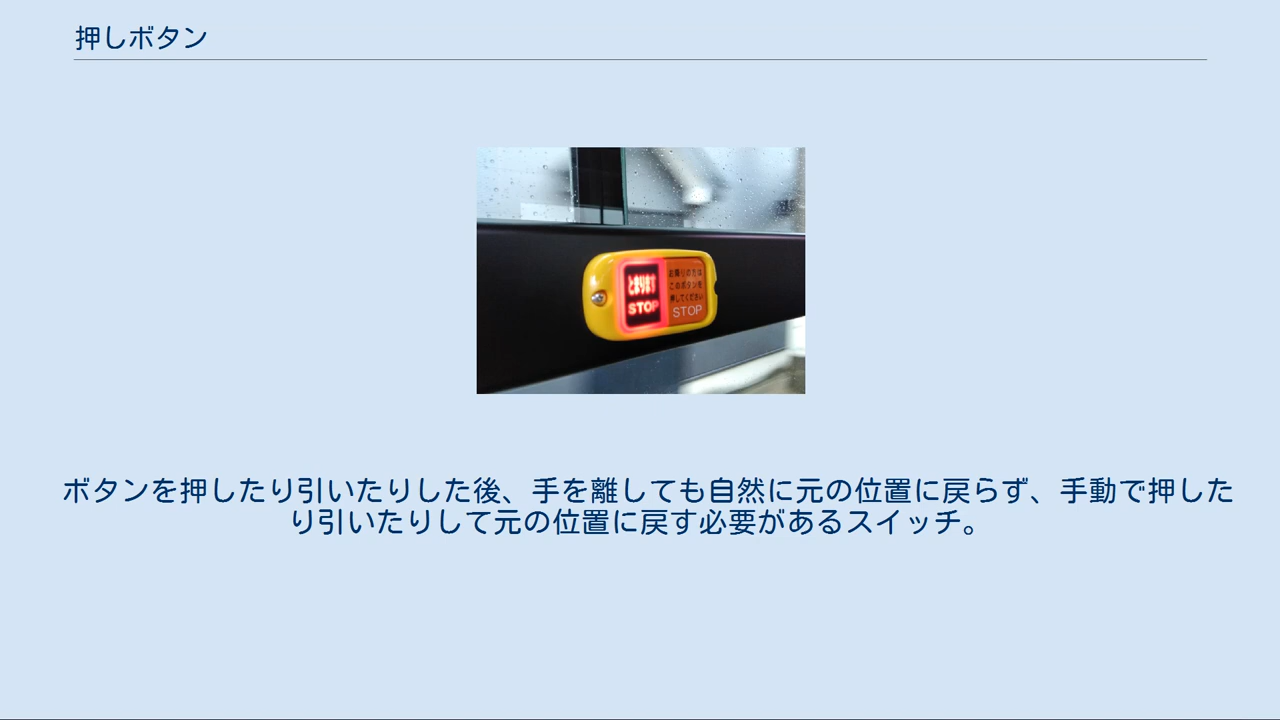 押しボタン
とまります
STOP
お降りの方は
このボタンを
押してください
STOP
ボタンを押したり引いたりした後、手を離しても自然に元の位置に戻らず、手動で押した
り引いたりして元の位置に戻す必要があるスイッチ。